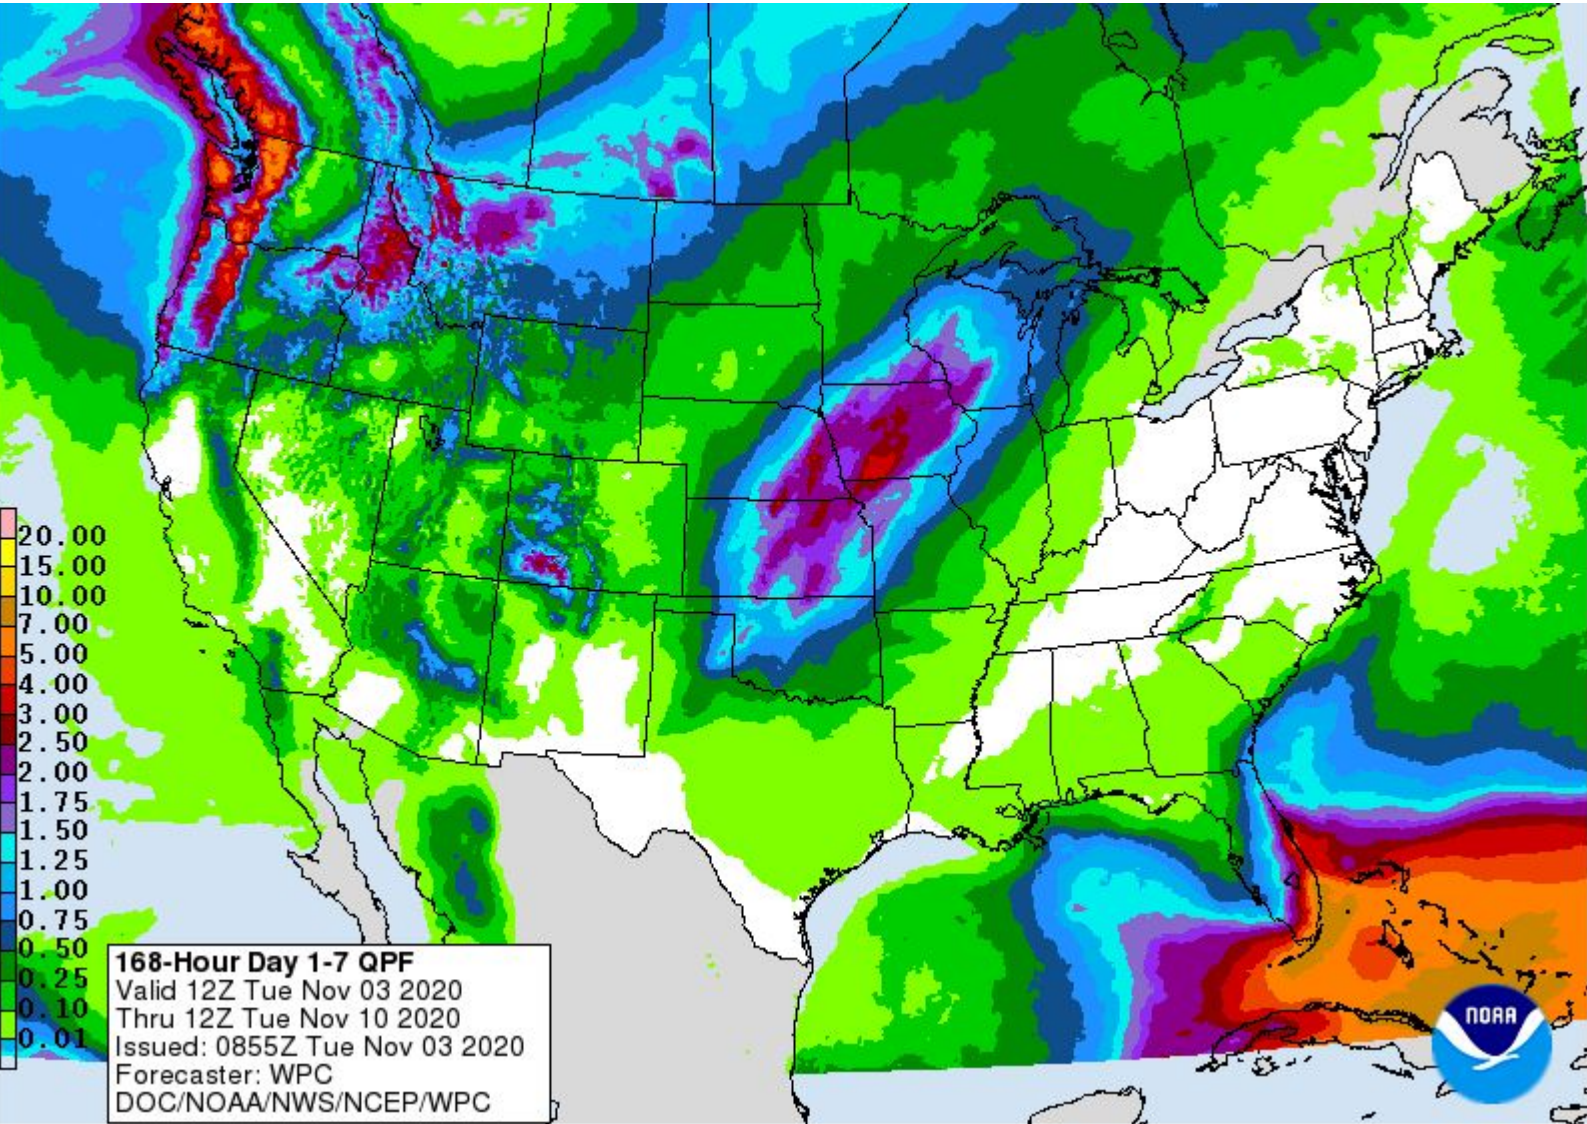 20.00
15.00
10.00
7.00
5.00
4.00
3.00
2.50
2.00
1.75
1.50
1.25
1.00
0.75
0.50
0.25
0.10
0.01
168-Hour Day 1-7 QPF
Valid 12Z Tue Nov 03 2020
Thru 12Z Tue Nov 10 2020
Issued: 0855Z Tue Nov 03 2020
Forecaster: WPC
DOC/NOAA/NWS/NCEP/WPC
NOAA